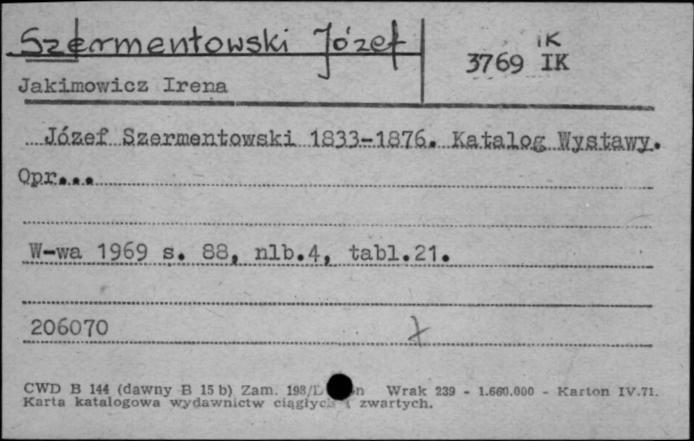 Szermentowski Józef
IK
3769 IK
Jakimowicz Irena
Józef Szermentowski 1833-1876. Katalog Wystawy.
Opr...
W-wa 1969 s. 88, nlb.4, tabl.21.
206070
CWD B 144 (dawny B 15 b) Zam. 198/L n Wrak 239 - 1.660.000 - Karton IV.71.
Karta katalogowa wydawnictw ciągłyc i zwartych.